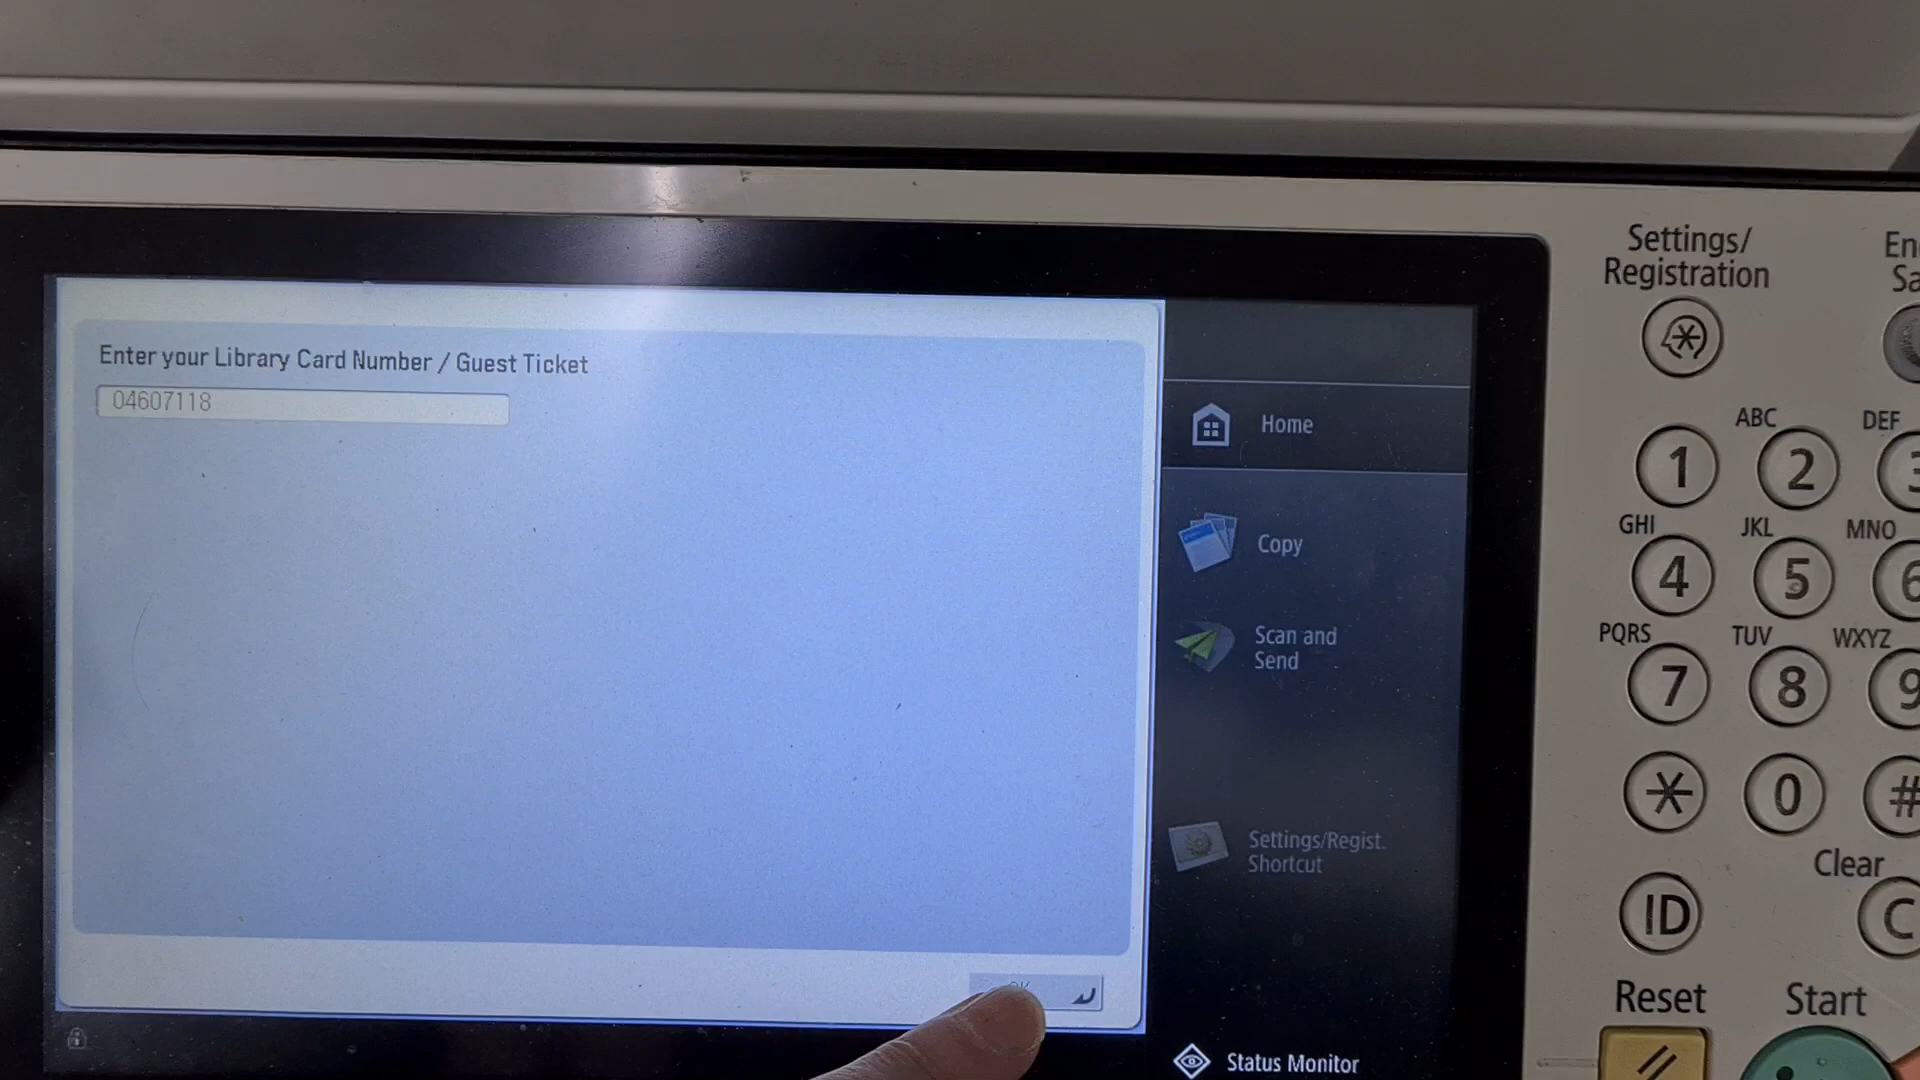 Enter your Library Card Number / Guest Ticket
04607118
OK
Home
Copy
Scan and
Send
Settings/Regist.
Shortcut
Status Monitor
Settings/
Registration
ABC
DEF
1
2
3
GHI
JKL
MNO
4
5
6
PQRS
TUV
WXYZ
7
8
9
0
#
Clear
ID
C
Reset
Start